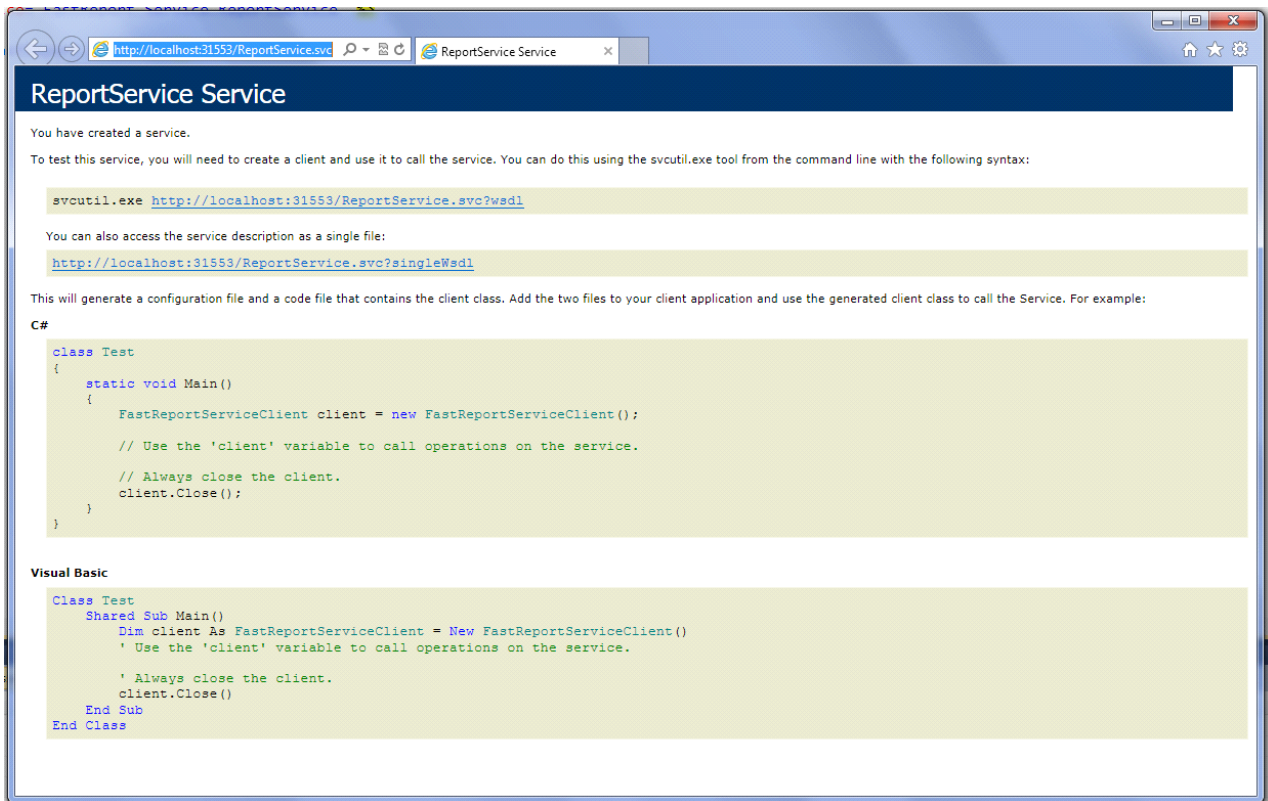 FastReport.Service.ReportService
http://localhost:31553/ReportService.svc
ReportService Service
ReportService Service
You have created a service.
To test this service, you will need to create a client and use it to call the service. You can do this using the svcutil.exe tool from the command line with the following syntax:
svcutil.exe http://localhost:31553/ReportService.svc?wsdl
You can also access the service description as a single file:
http://localhost:31553/ReportService.svc?singleWsdl
This will generate a configuration file and a code file that contains the client class. Add the two files to your client application and use the generated client class to call the Service. For example:
C#
class Test
{
    static void Main()
    {
        FastReportServiceClient client = new FastReportServiceClient();
        // Use the 'client' variable to call operations on the service.
        // Always close the client.
        client.Close();
    }
}
Visual Basic
Class Test
    Shared Sub Main()
        Dim client As FastReportServiceClient = New FastReportServiceClient()
        ' Use the 'client' variable to call operations on the service.
        ' Always close the client.
        client.Close()
    End Sub
End Class